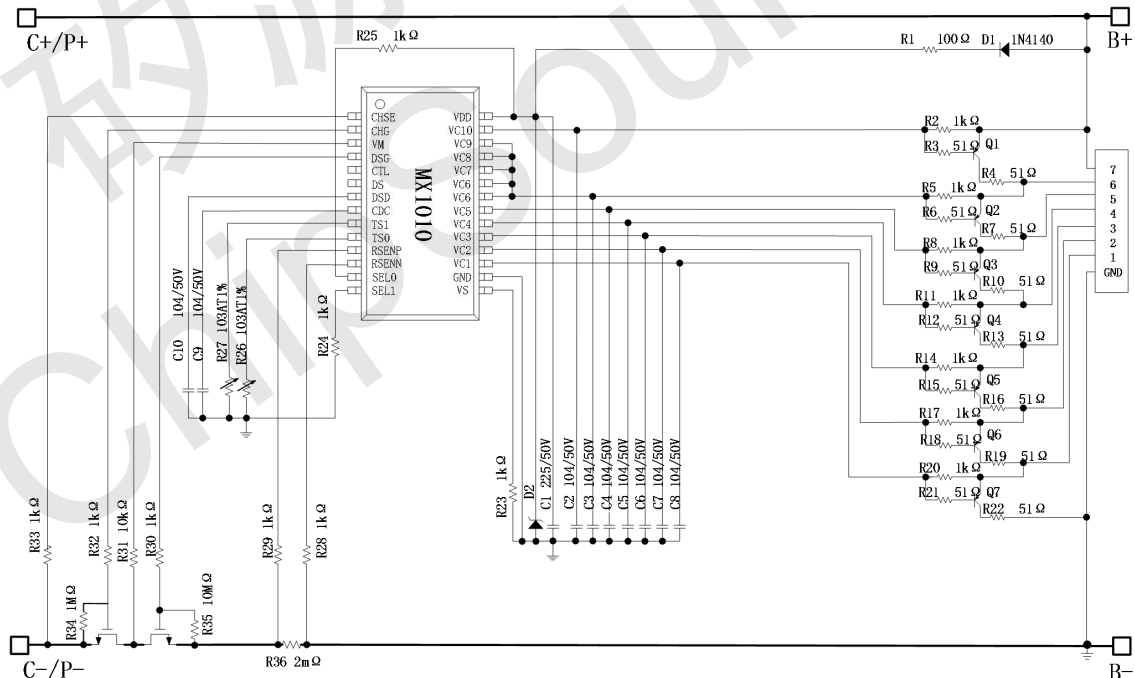 C+/P+
B+
R25 1kΩ
R1 100Ω D1 1N4140
MX1010
CHSE
CHG
VM
DSG
CTL
DS
DSD
CDC
TS1
TS0
RSENP
RSENN
SEL0
SEL1
VDD
VC10
VC9
VC8
VC7
VC6
VC6
VC5
VC4
VC3
VC2
VC1
GND
VS
R2 1kΩ
R3 51Ω Q1
R4 51Ω
R5 1kΩ
R6 51Ω Q2
R7 51Ω
R8 1kΩ
R9 51Ω Q3
R10 51Ω
R11 1kΩ
R12 51Ω Q4
R13 51Ω
R14 1kΩ
R15 51Ω Q5
R16 51Ω
R17 1kΩ
R18 51Ω Q6
R19 51Ω
R20 1kΩ
R21 51Ω Q7
R22 51Ω
7
6
5
4
3
2
1
GND
C10 104/50V
C9 104/50V
R27 103AT1%
R26 103AT1%
R24 1kΩ
R23 1kΩ
D2
C1 225/50V
C2 104/50V
C3 104/50V
C4 104/50V
C5 104/50V
C6 104/50V
C7 104/50V
C8 104/50V
R33 1kΩ
R32 1kΩ
R31 10kΩ
R30 1kΩ
R29 1kΩ
R28 1kΩ
R34 1MΩ
R35 10MΩ
R36 2mΩ
C-/P-
B-